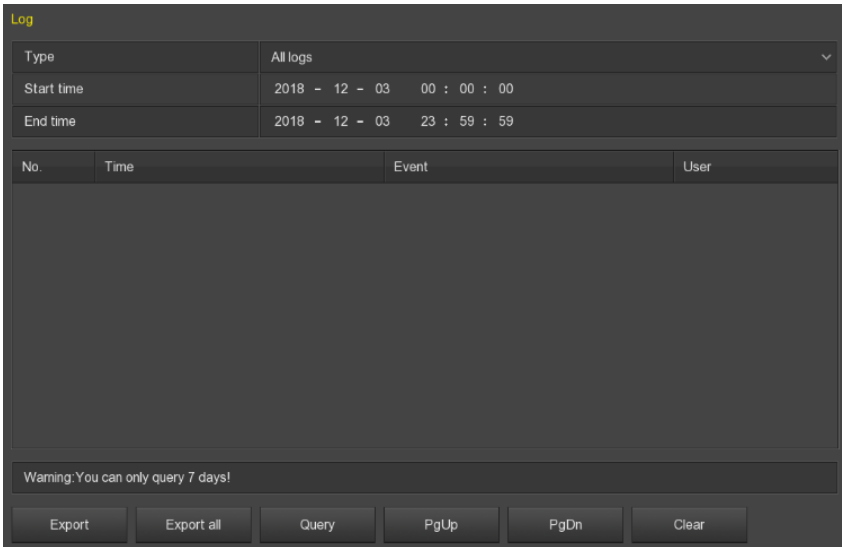 Log
Type All logs
Start time 2018 - 12 - 03 00 : 00 : 00
End time 2018 - 12 - 03 23 : 59 : 59
No. Time Event User
Warning:You can only query 7 days!
Export Export all Query PgUp PgDn Clear